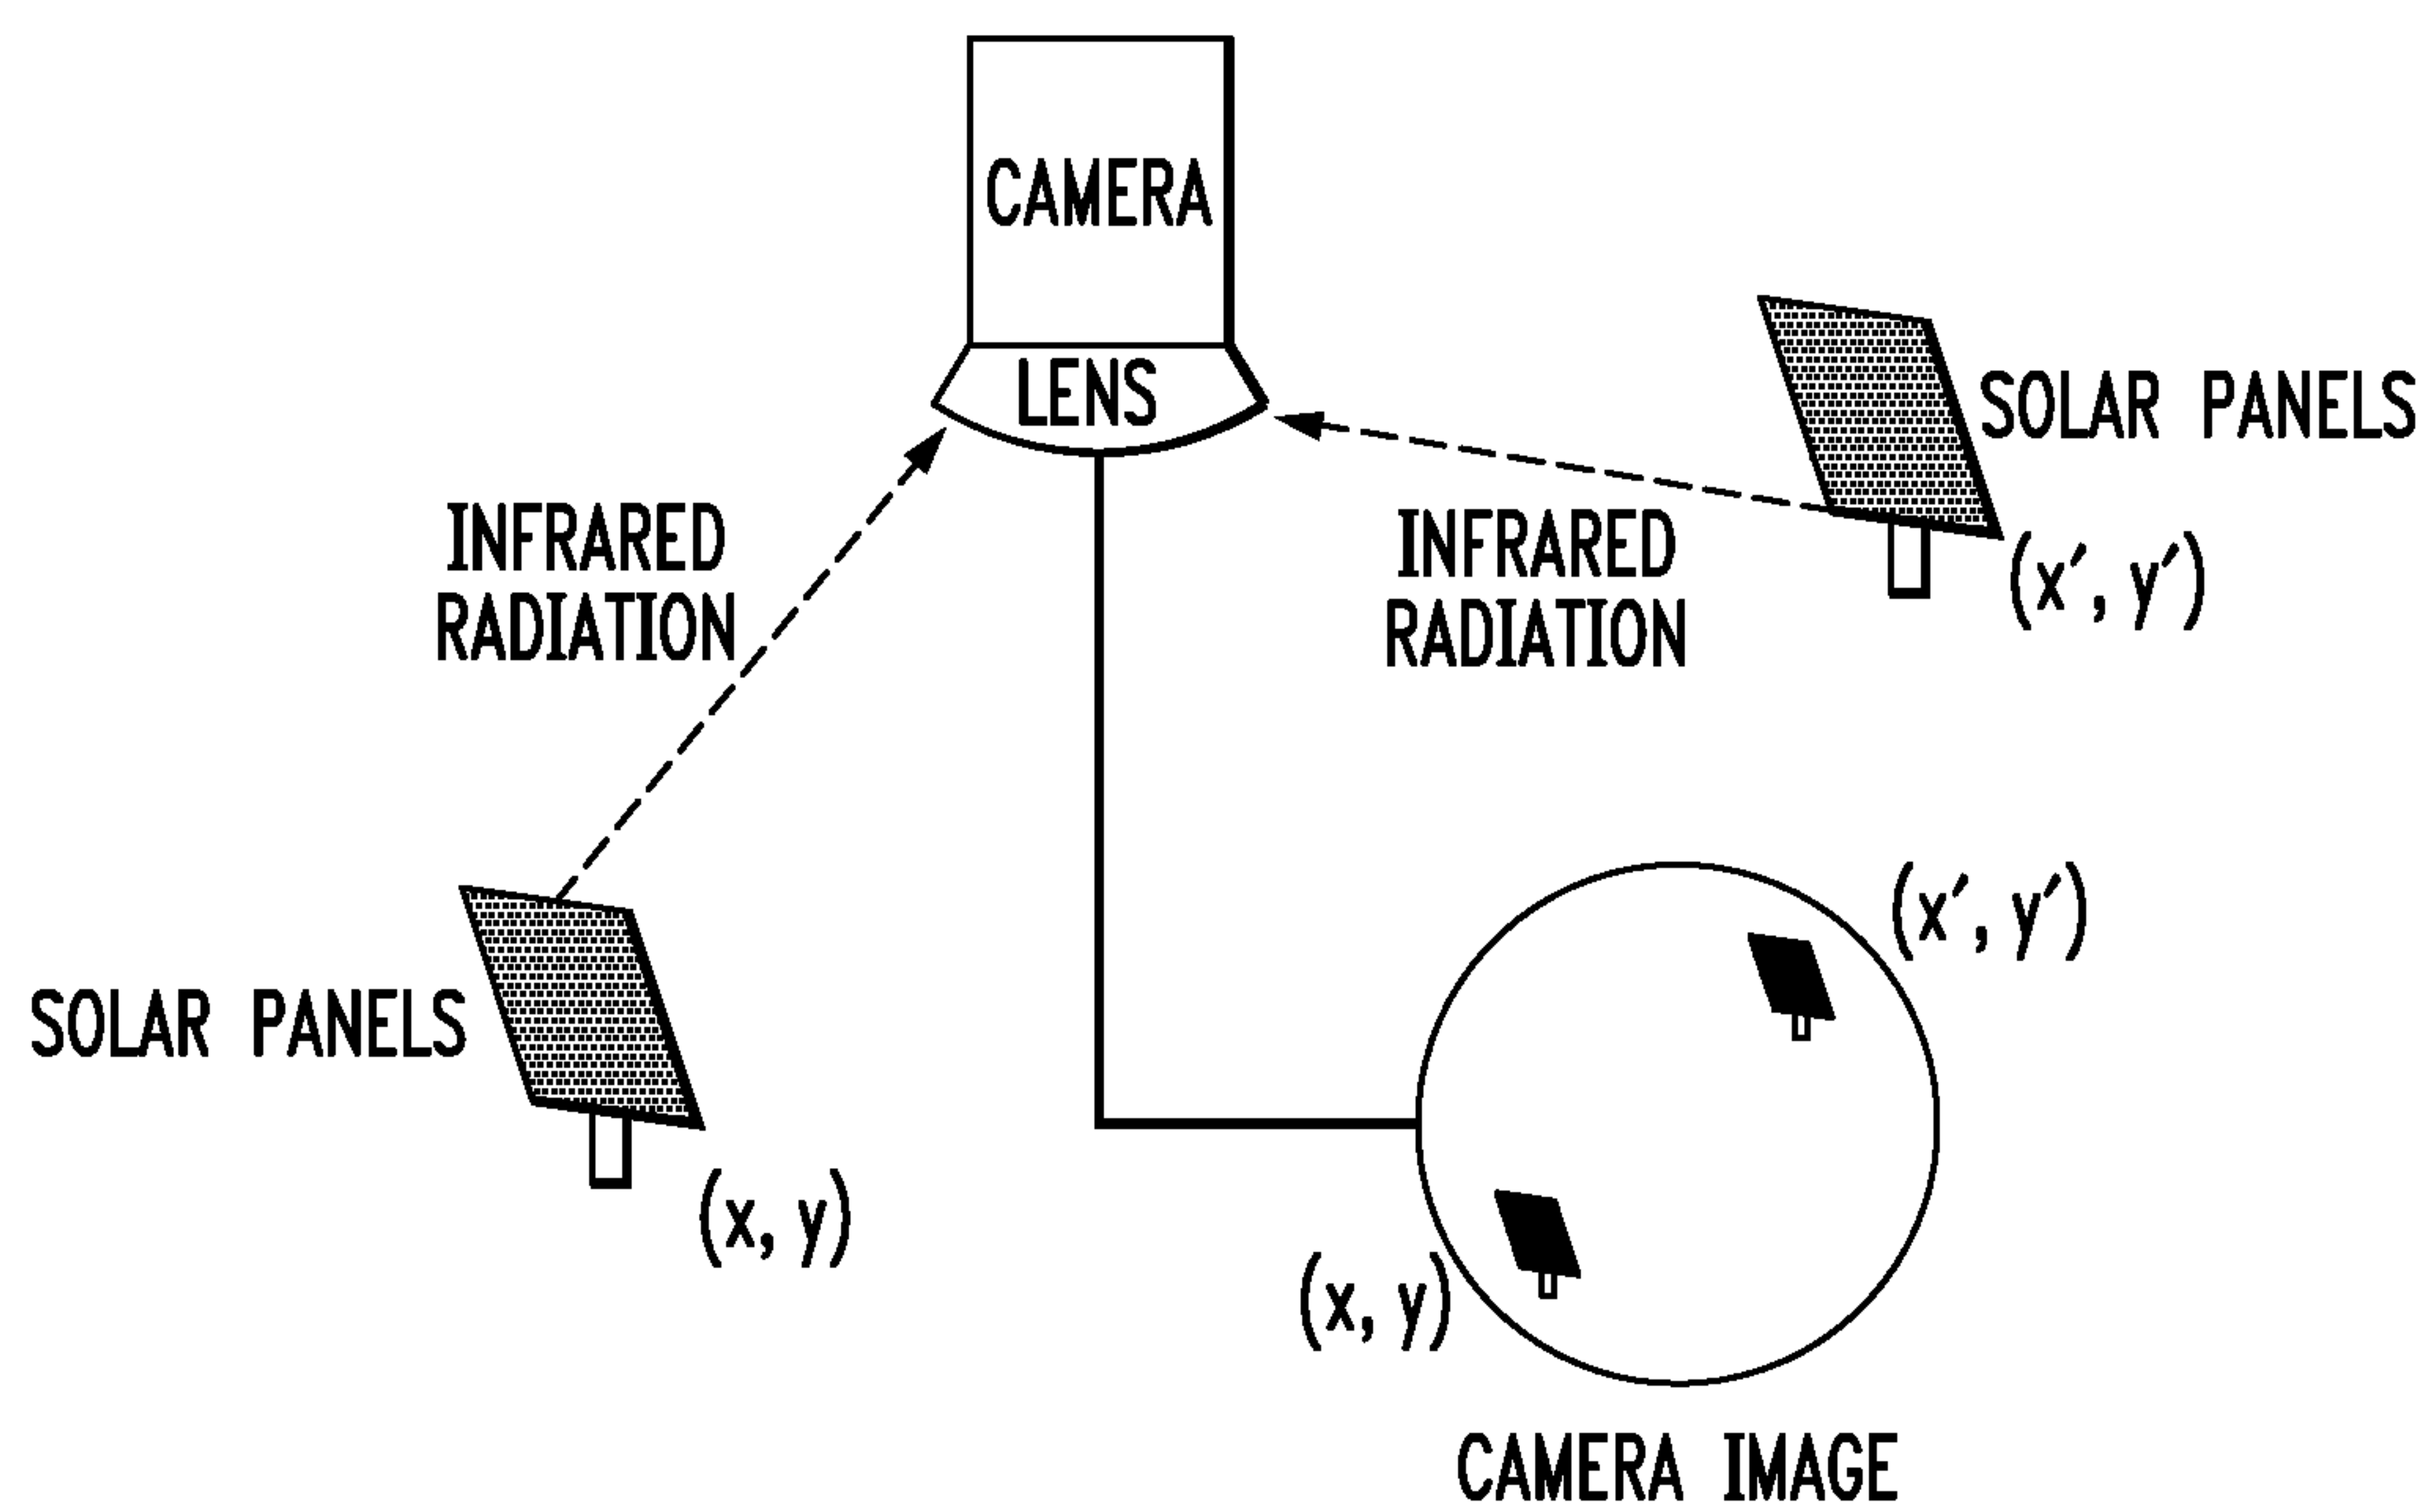 CAMERA
LENS
SOLAR PANELS
INFRARED
RADIATION
INFRARED
RADIATION
(x′, y′)
(x′, y′)
SOLAR PANELS
(x, y)
(x, y)
CAMERA IMAGE